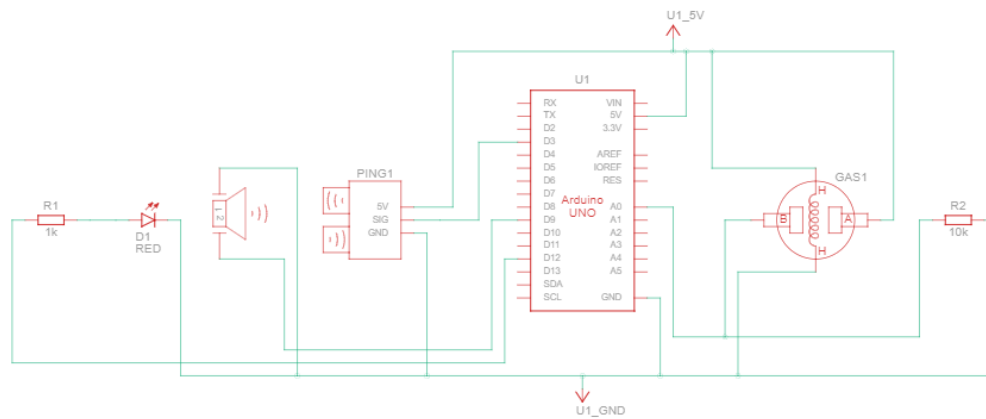 U1_5V
U1
RX
TX
D2
D3
D4
D5
D6
D7
D8
D9
D10
D11
D12
D13
SDA
SCL
VIN
5V
3.3V
AREF
IOREF
RES
A0
A1
A2
A3
A4
A5
GND
Arduino
UNO
PING1
5V
SIG
GND
GAS1
H
B
A
H
R1
1k
D1
RED
1 2
R2
10k
U1_GND